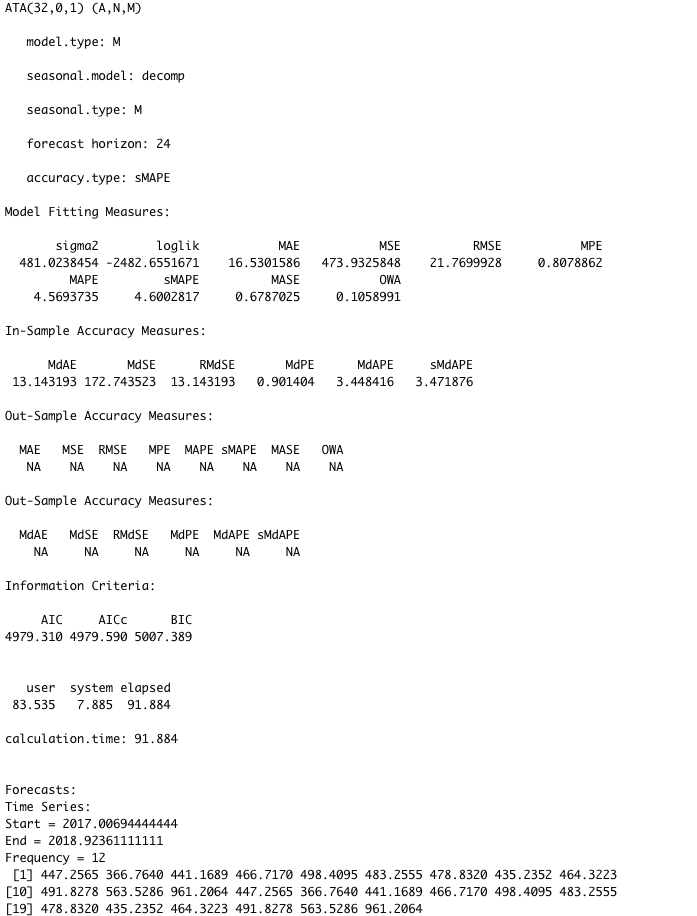 ATA(32,0,1) (A,N,M)
model.type: M
seasonal.model: decomp
seasonal.type: M
forecast horizon: 24
accuracy.type: sMAPE
Model Fitting Measures:
sigma2 loglik MAE MSE RMSE MPE
481.0238454 -2482.6551671 16.5301586 473.9325848 21.7699928 0.8078862
MAPE sMAPE MASE OWA
4.5693735 4.6002817 0.6787025 0.1058991
In-Sample Accuracy Measures:
MdAE MdSE RMdSE MdPE MdAPE sMdAPE
13.143193 172.743523 13.143193 0.901404 3.448416 3.471876
Out-Sample Accuracy Measures:
MAE MSE RMSE MPE MAPE sMAPE MASE OWA
NA NA NA NA NA NA NA NA
Out-Sample Accuracy Measures:
MdAE MdSE RMdSE MdPE MdAPE sMdAPE
NA NA NA NA NA NA
Information Criteria:
AIC AICc BIC
4979.310 4979.590 5007.389
user system elapsed
83.535 7.885 91.884
calculation.time: 91.884
Forecasts:
Time Series:
Start = 2017.00694444444
End = 2018.92361111111
Frequency = 12
[1] 447.2565 366.7640 441.1689 466.7170 498.4095 483.2555 478.8320 435.2352 464.3223
[10] 491.8278 563.5286 961.2064 447.2565 366.7640 441.1689 466.7170 498.4095 483.2555
[19] 478.8320 435.2352 464.3223 491.8278 563.5286 961.2064